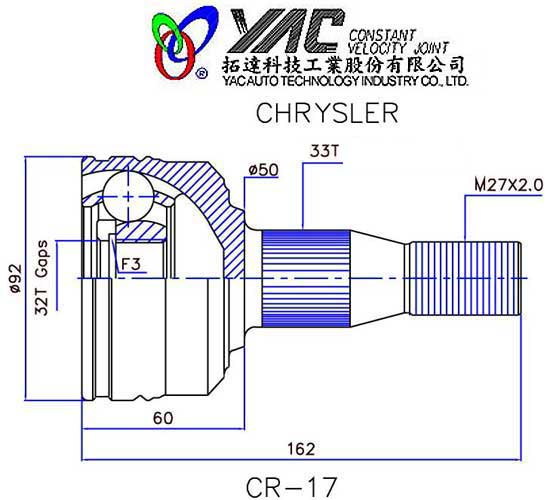 YAC CONSTANT
VELOCITY JOINT
拓達科技工業股份有限公司
YAC AUTO TECHNOLOGY INDUSTRY CO., LTD.
®
CHRYSLER
33T
ø50
M27X2.0
ø92
32T Gaps
F3
60
162
CR-17